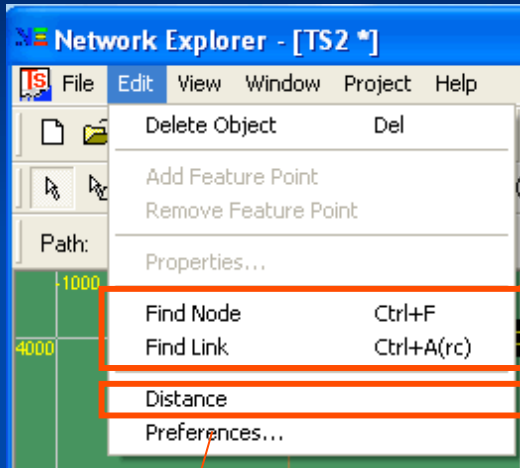 Network Explorer - [TS2 *]
TS File Edit View Window Project Help
Delete Object Del
Add Feature Point
Remove Feature Point
Path:
Properties...
-1000
Find Node Ctrl+F
4000 Find Link Ctrl+A(rc)
Distance
Preferences...